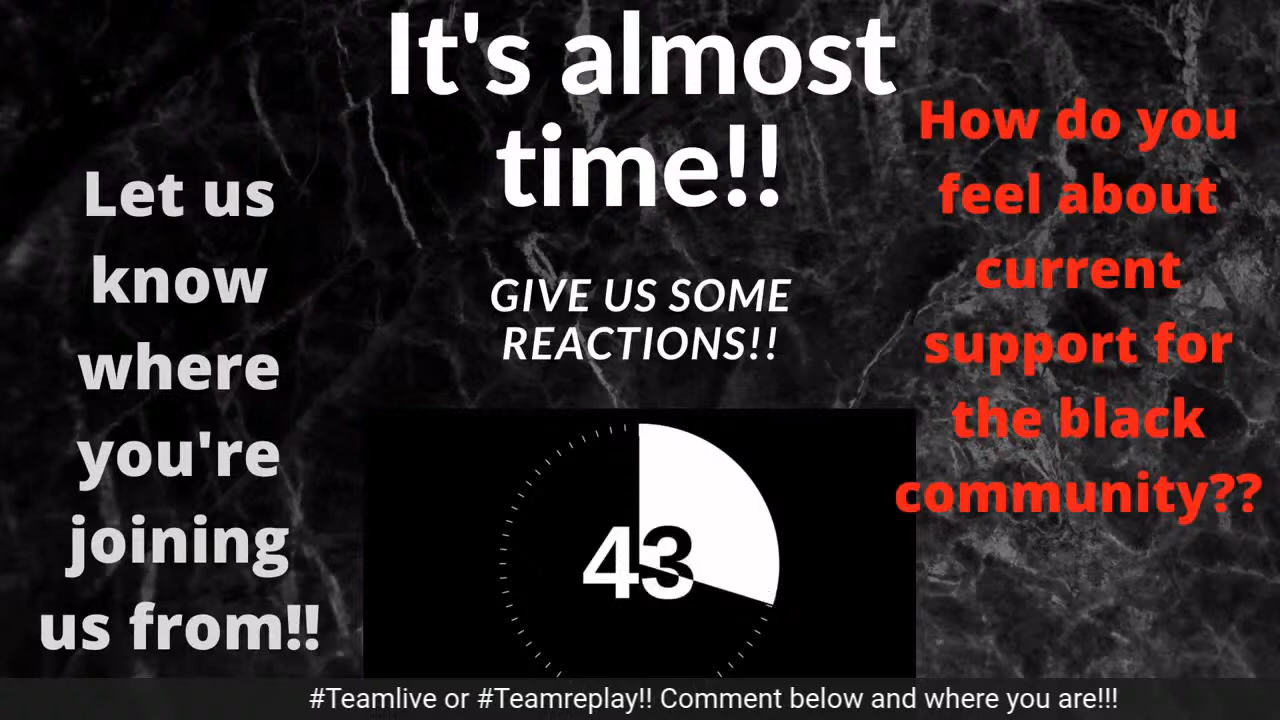 It's almost
time!!
GIVE US SOME
REACTIONS!!
Let us
know
where
you're
joining
us from!!
How do you
feel about
current
support for
the black
community??
43
#Teamlive or #Teamreplay!! Comment below and where you are!!!